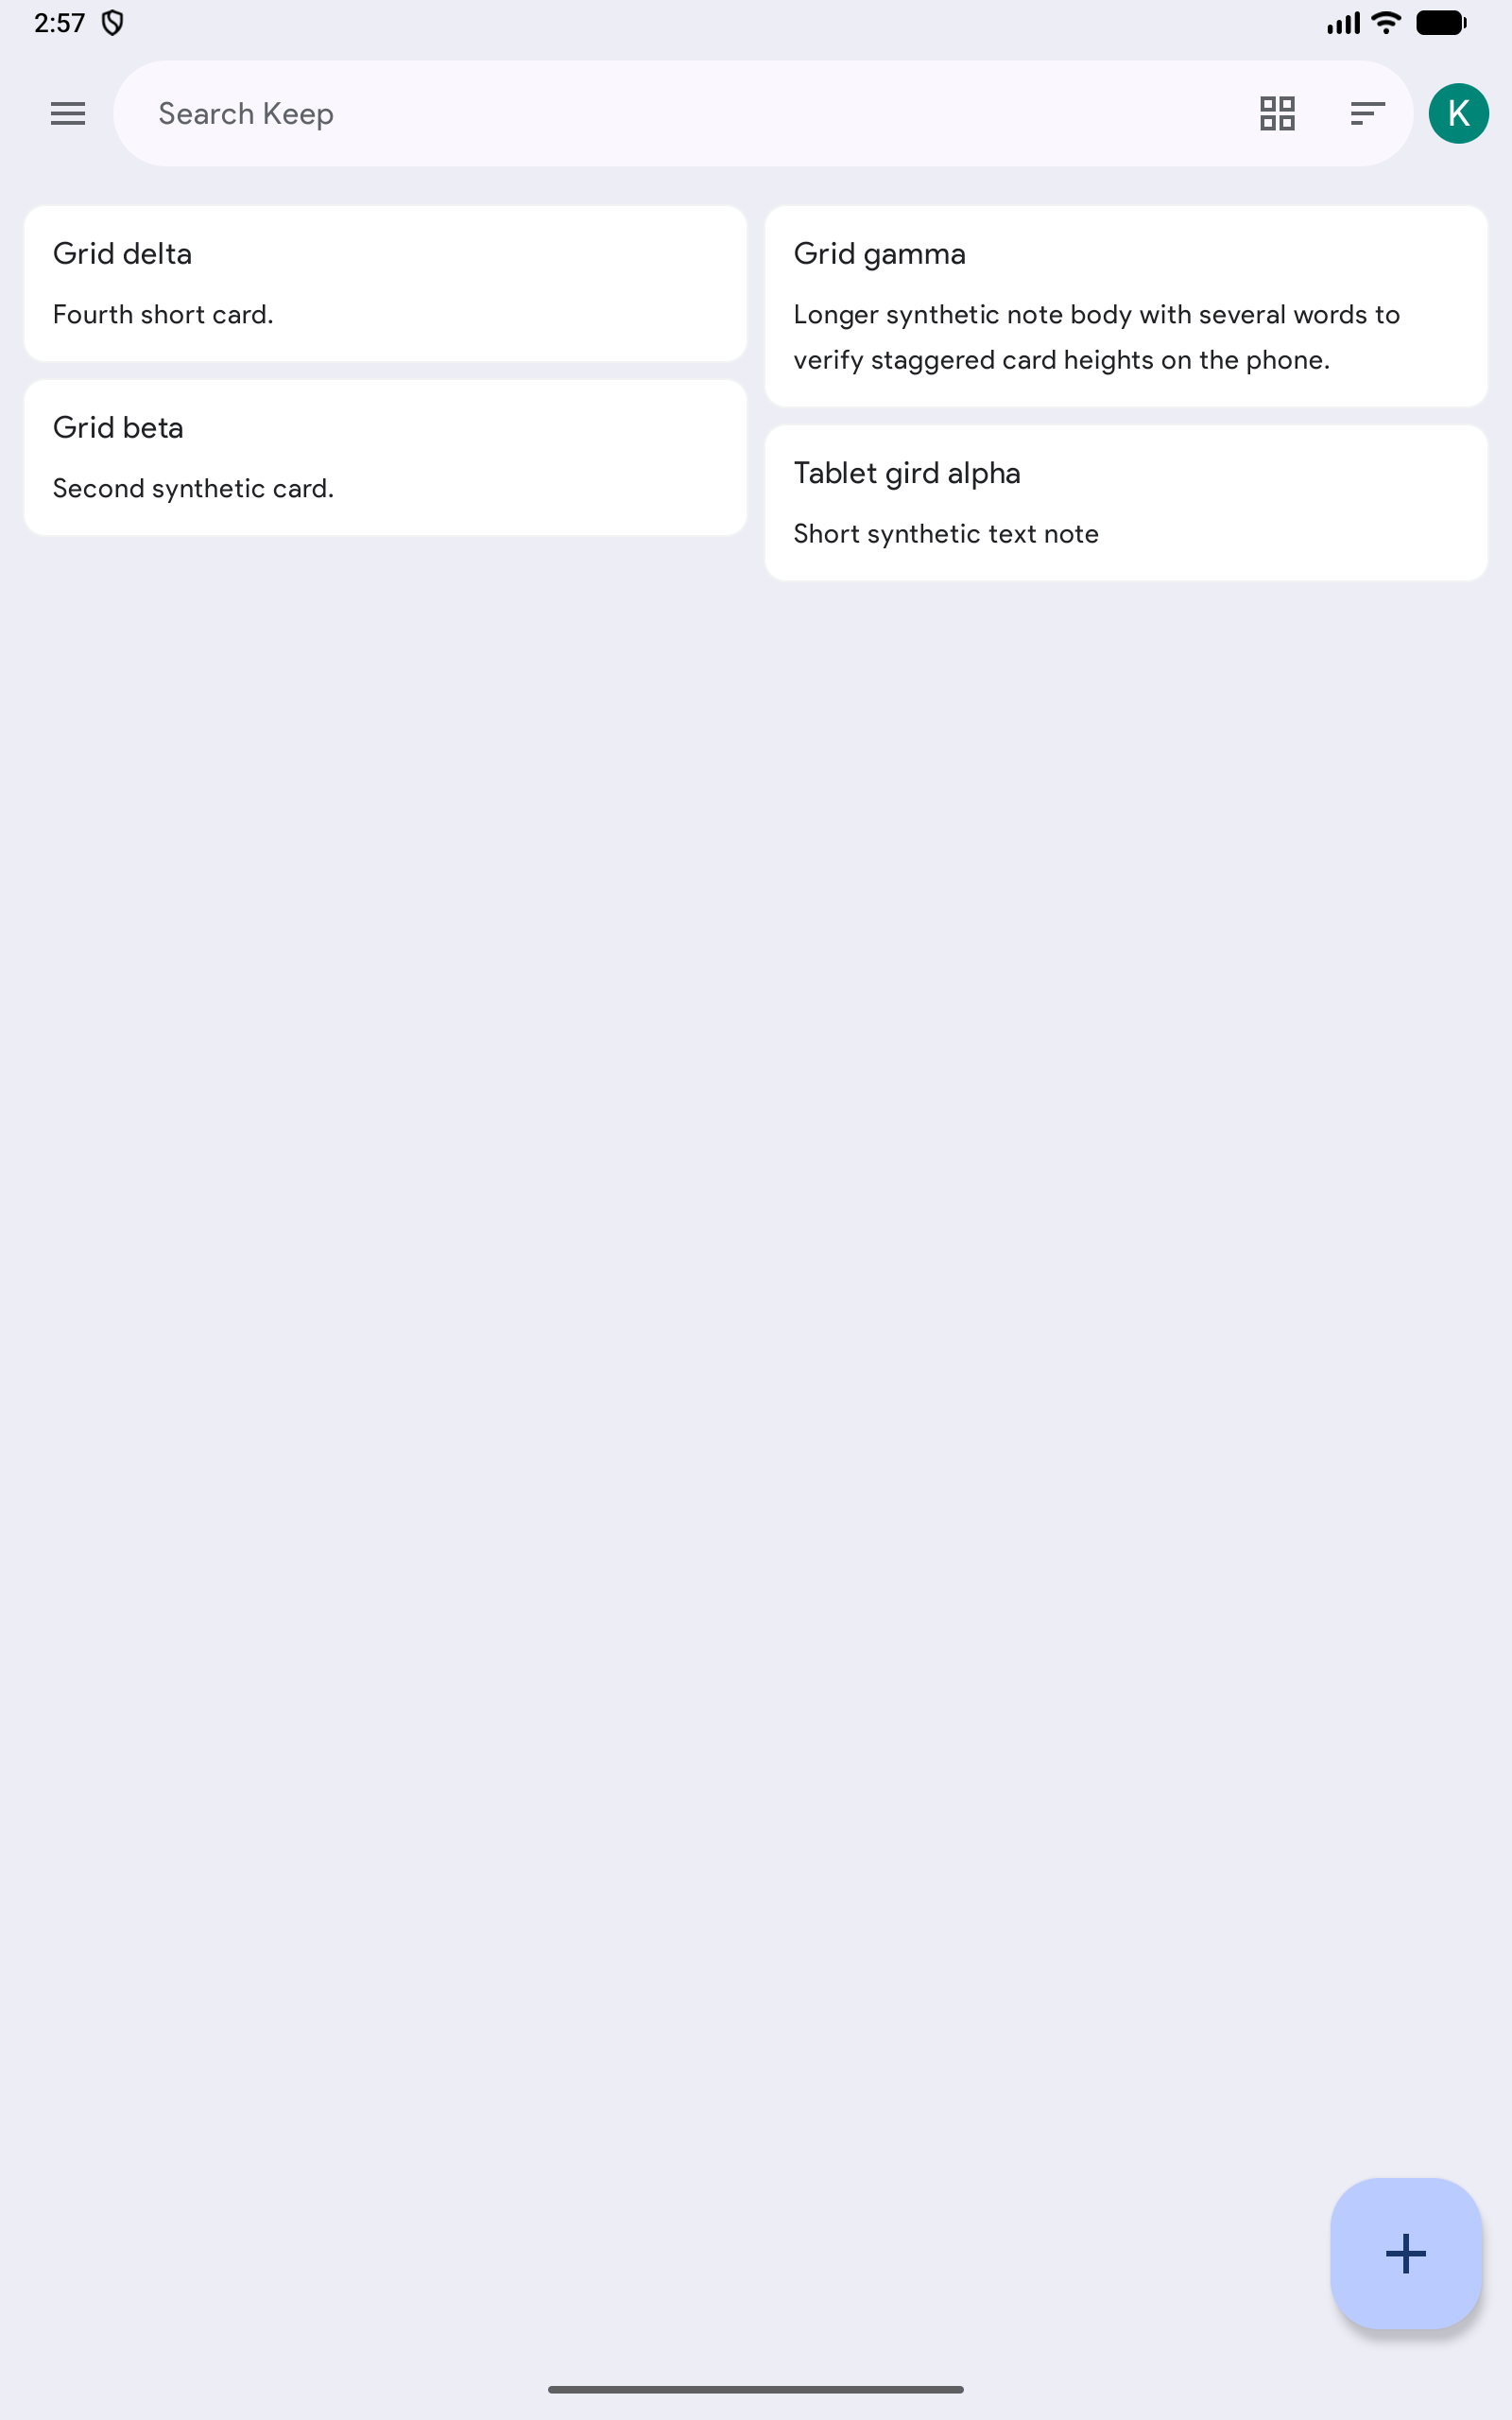 2:57
Search Keep
K
Grid delta
Fourth short card.
Grid gamma
Longer synthetic note body with several words to
verify staggered card heights on the phone.
Grid beta
Second synthetic card.
Tablet gird alpha
Short synthetic text note